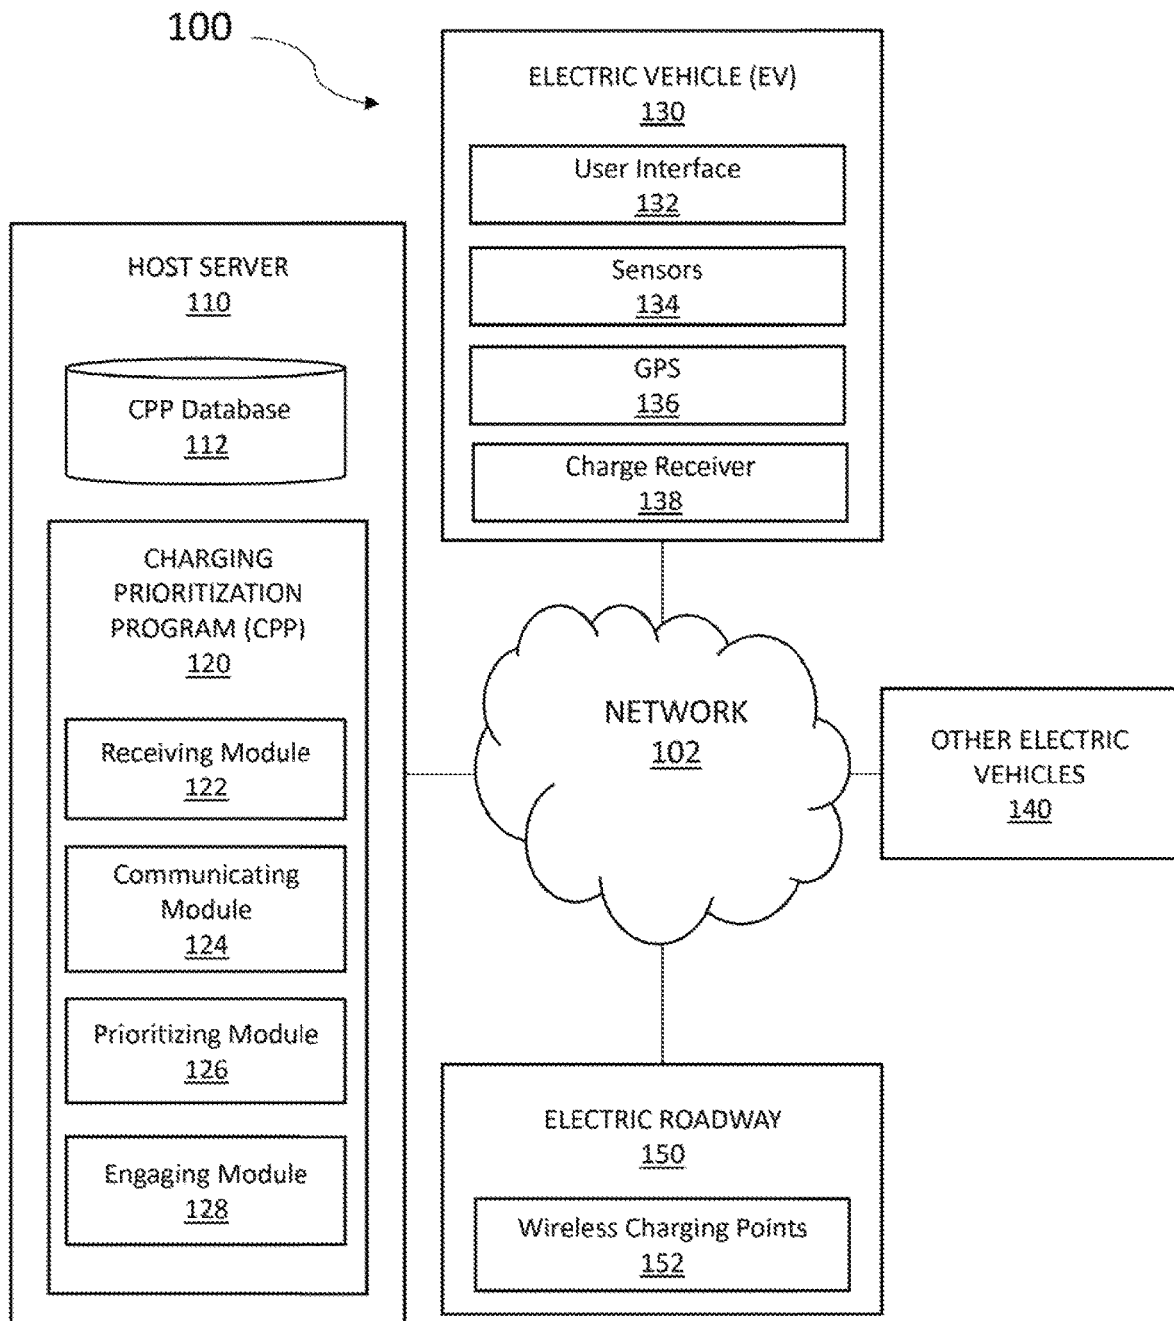 100
ELECTRIC VEHICLE (EV)
130
User Interface
132
Sensors
134
GPS
136
Charge Receiver
138
HOST SERVER
110
CPP Database
112
CHARGING
PRIORITIZATION
PROGRAM (CPP)
120
Receiving Module
122
Communicating
Module
124
Prioritizing Module
126
Engaging Module
128
NETWORK
102
OTHER ELECTRIC
VEHICLES
140
ELECTRIC ROADWAY
150
Wireless Charging Points
152